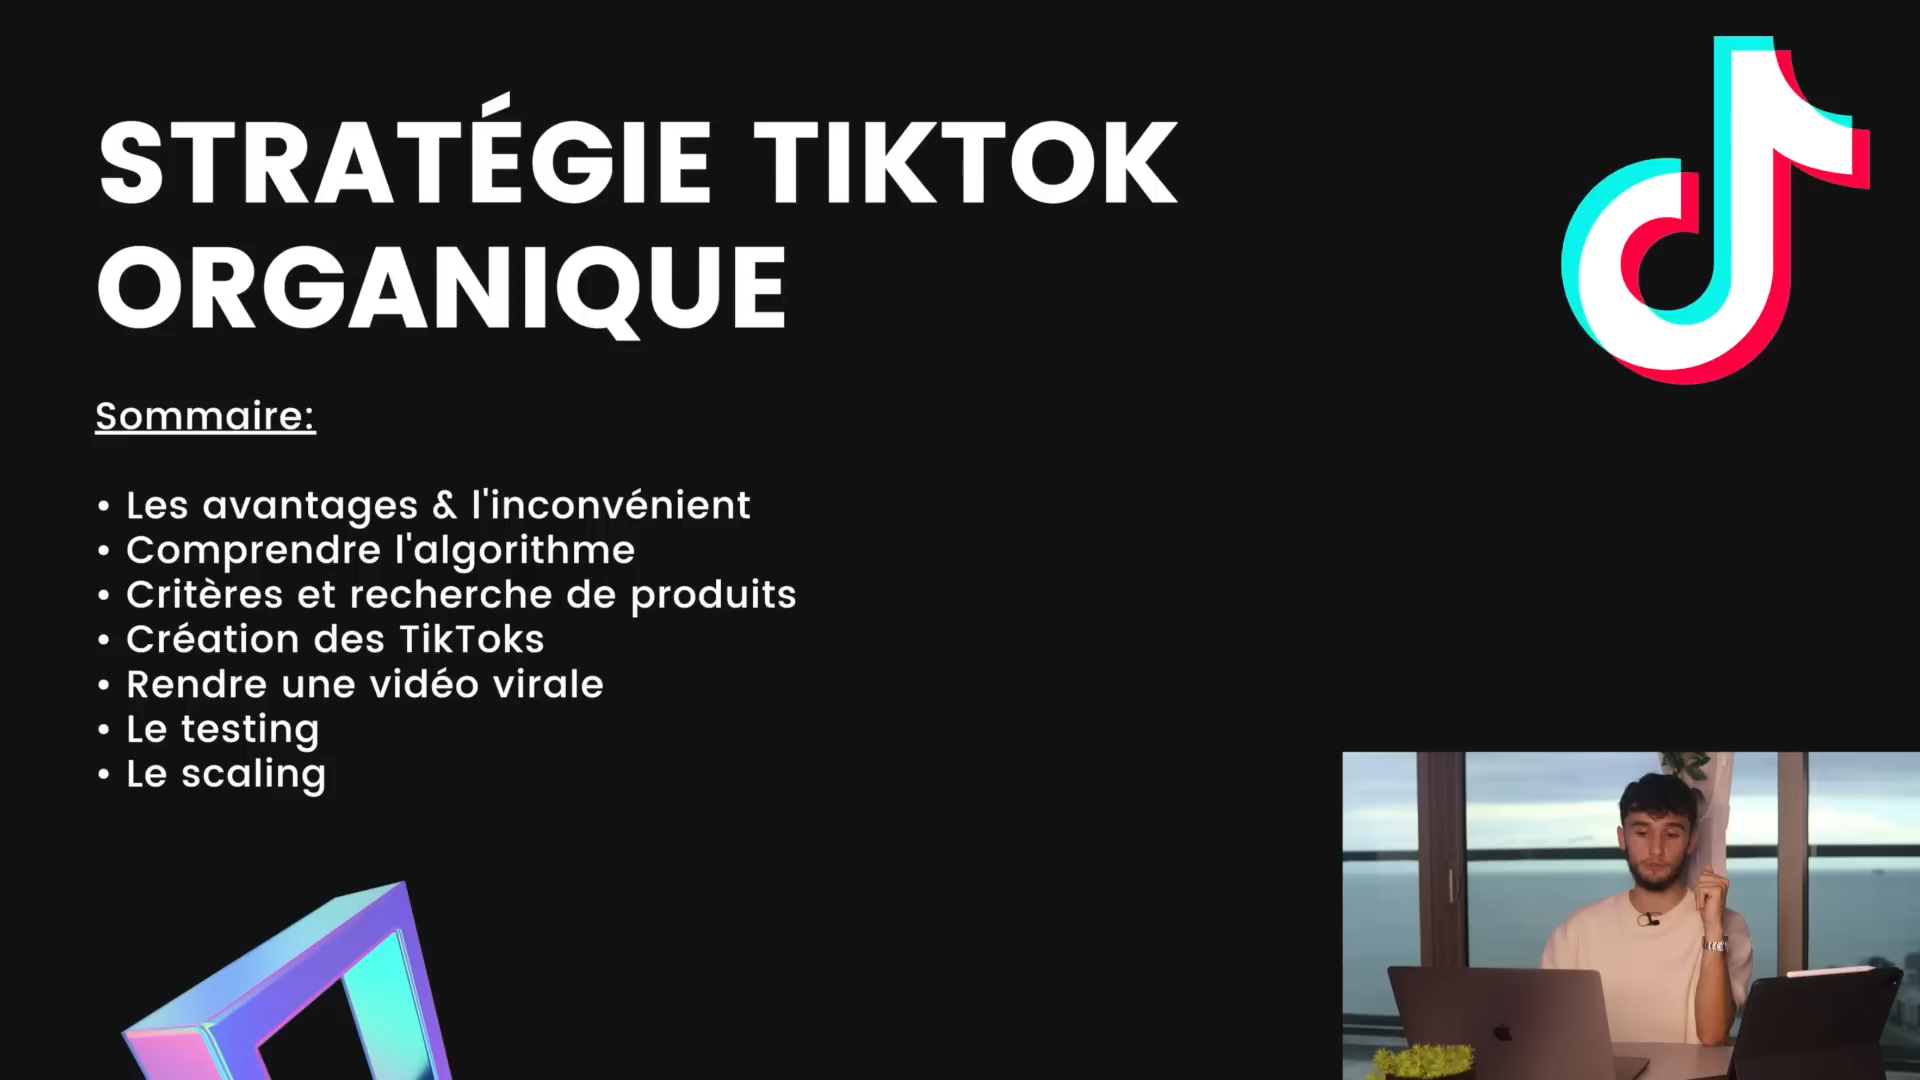 STRATÉGIE TIKTOK
ORGANIQUE
Sommaire:
• Les avantages & l'inconvénient
• Comprendre l'algorithme
• Critères et recherche de produits
• Création des TikToks
• Rendre une vidéo virale
• Le testing
• Le scaling